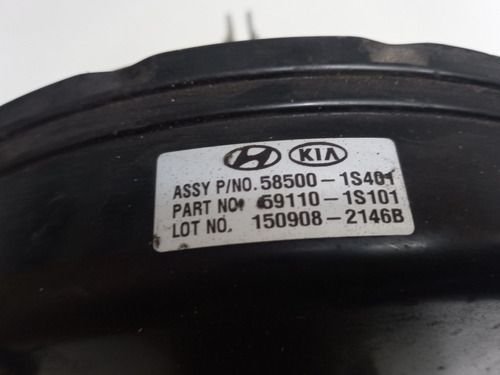 KIA
ASSY P/NO. 58500-1S401
PART NO. 59110-1S101
LOT NO. 150908-2146B